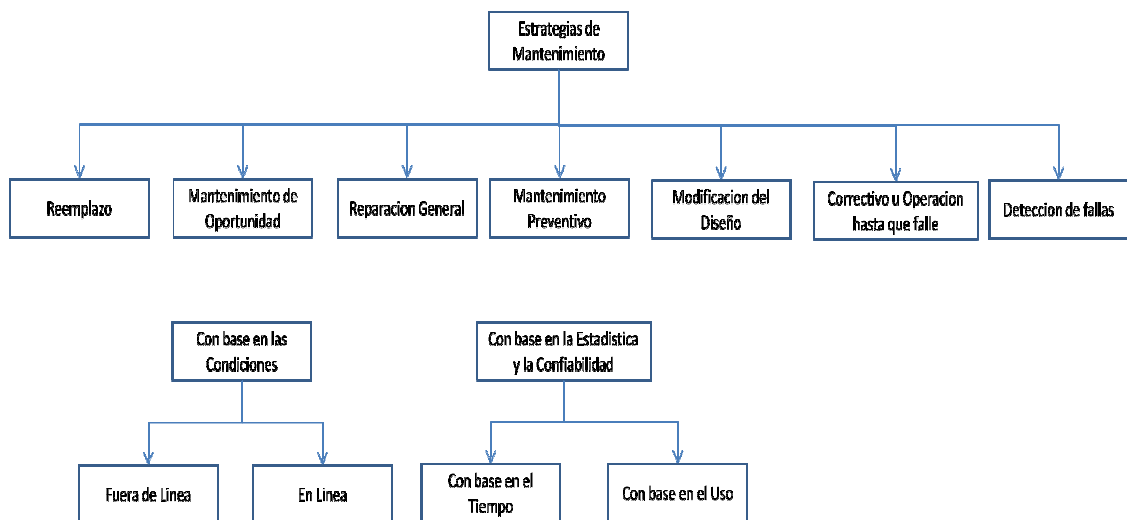 Estrategias de
Mantenimiento
Reemplazo
Mantenimiento de
Oportunidad
Reparacion General
Mantenimiento
Preventivo
Modificacion del
Diseño
Correctivo u Operacion
hasta que falle
Deteccion de fallas
Con base en las
Condiciones
Con base en la Estadistica
y la Confiabilidad
Fuera de Linea
En Linea
Con base en el
Tiempo
Con base en el Uso